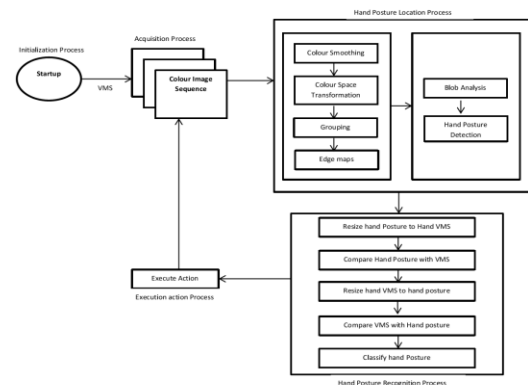 Hand Posture Location Process
Initialization Process
Startup
VMS
Acquisition Process
Colour Image
Sequence
Colour Smoothing
Colour Space
Transformation
Grouping
Edge maps
Blob Analysis
Hand Posture
Detection
Resize hand Posture to Hand VMS
Compare Hand Posture with VMS
Resize hand VMS to hand posture
Compare VMS with Hand posture
Classify hand Posture
Hand Posture Recognition Process
Execute Action
Execution action Process